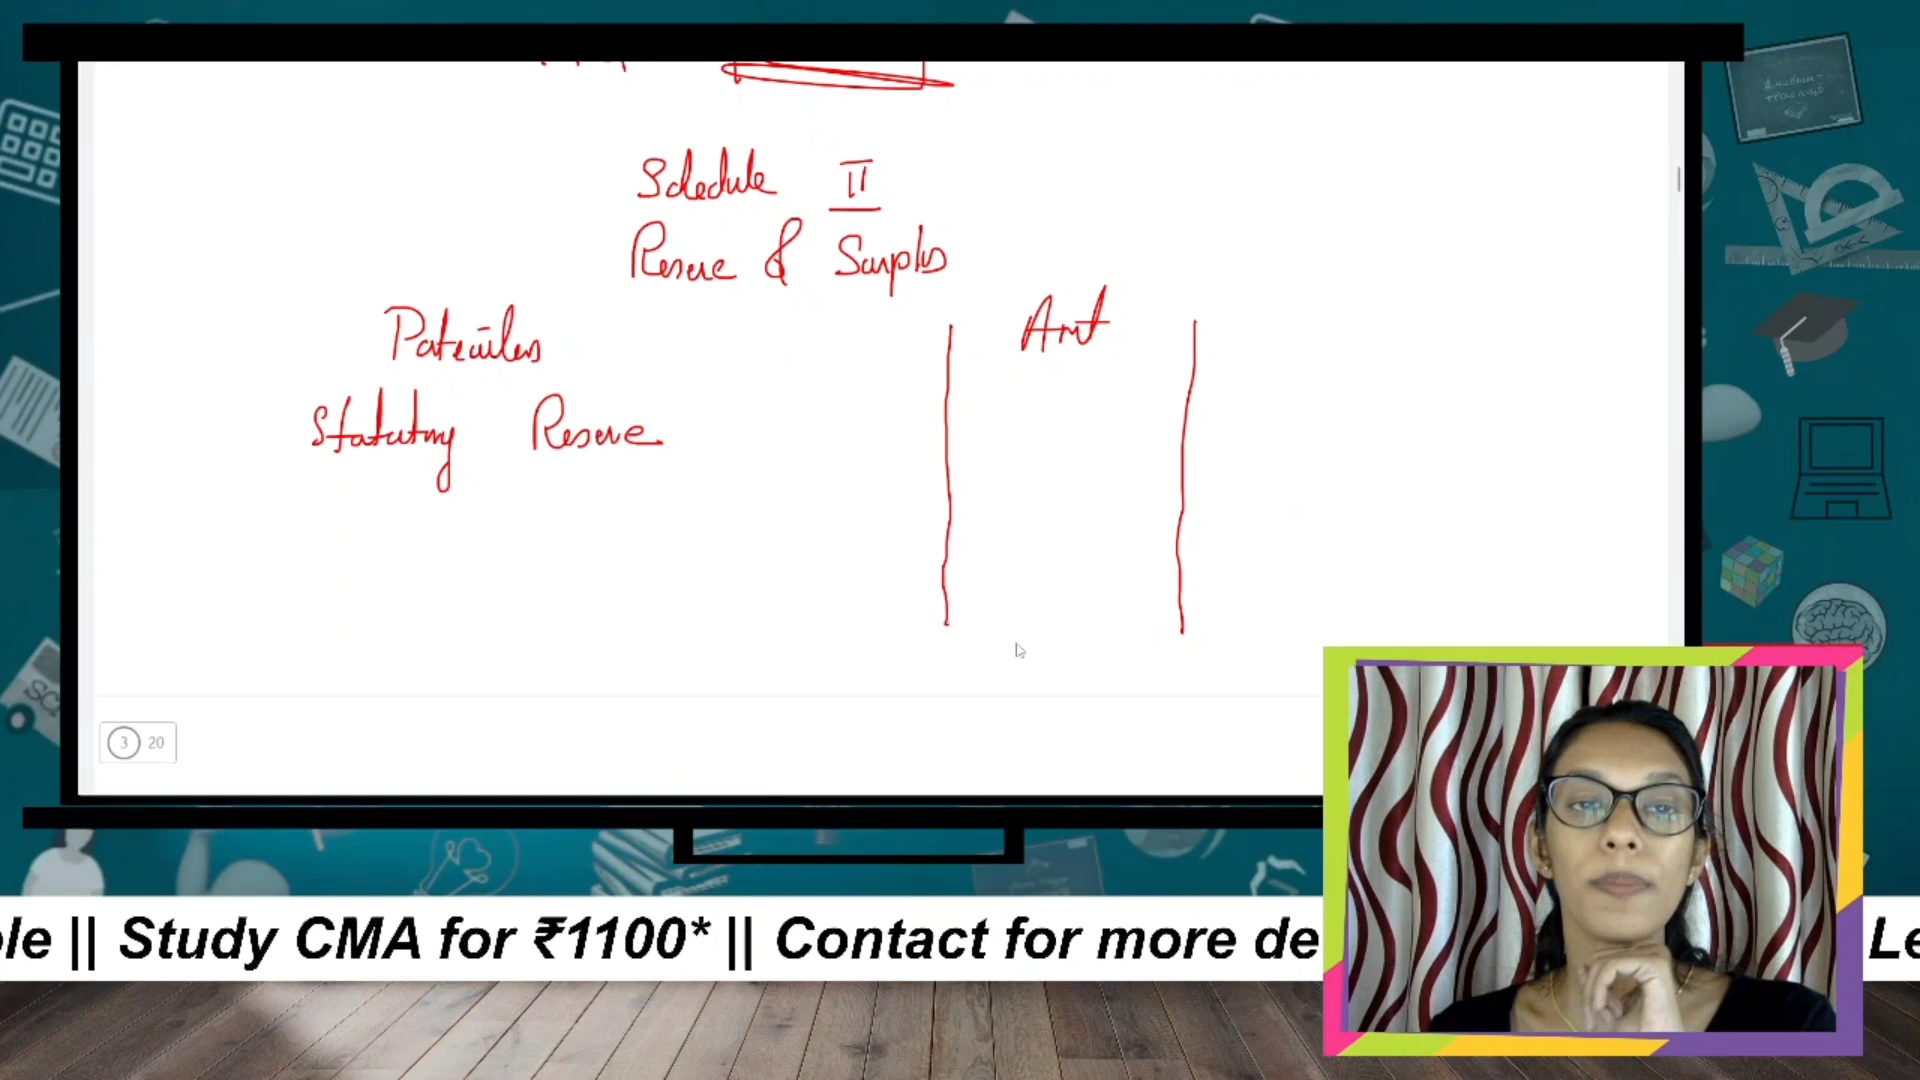 Schedule II
Reserve & Surplus
Particulars Amt
Statutory Reserve
3 20
ole || Study CMA for ₹1100* || Contact for more de Le